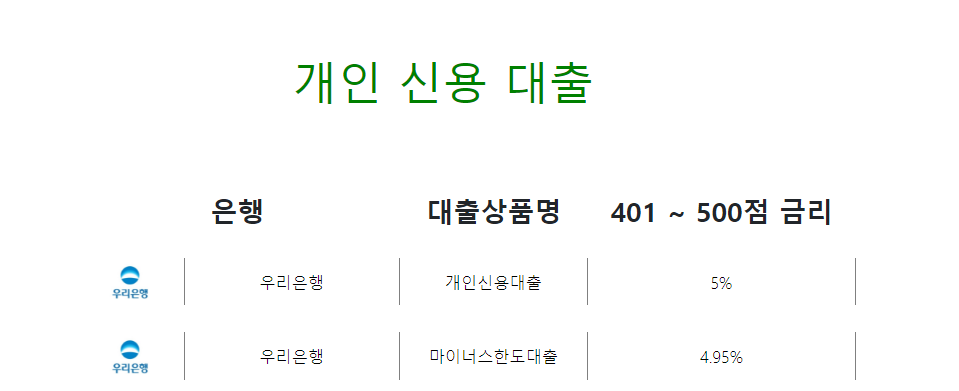 개인 신용 대출
은행 대출상품명 401 ~ 500점 금리
우리은행 우리은행 개인신용대출 5%
우리은행 우리은행 마이너스한도대출 4.95%